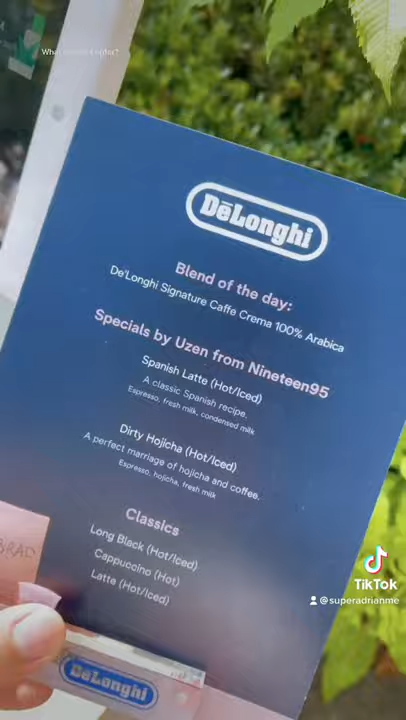 DeLonghi
Blend of the day:
De'Longhi Signature Caffe Crema 100% Arabica
Specials by Uzen from Nineteen95
Spanish Latte (Hot/Iced)
A classic Spanish recipe.
Espresso, fresh milk, condensed milk
Dirty Hojicha (Hot/Iced)
A perfect marriage of hojicha and coffee.
Espresso, hojicha, fresh milk
Classics
Long Black (Hot/Iced)
Cappuccino (Hot)
Latte (Hot/Iced)
BRAD
DeLonghi
TikTok
@superadrianme